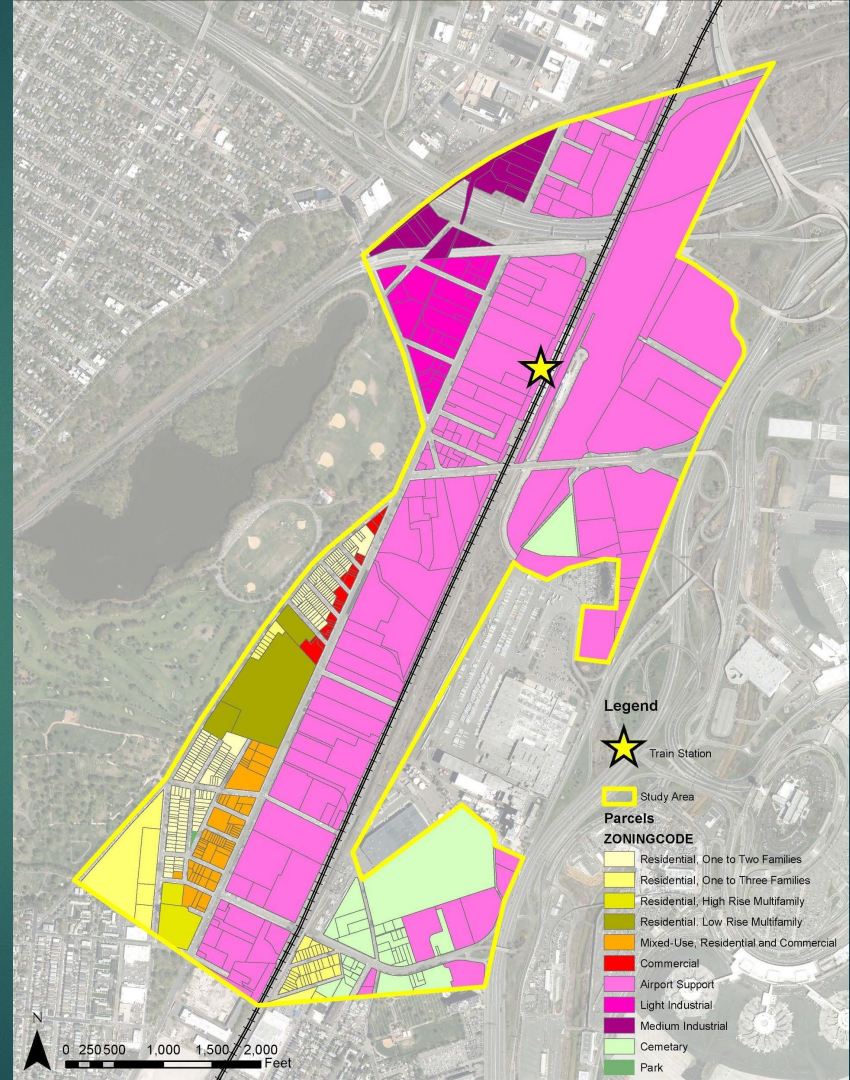 Legend
Train Station
Study Area
Parcels
ZONINGCODE
Residential, One to Two Families
Residential, One to Three Families
Residential, High Rise Multifamily
Residential. Low Rise Multifamily
Mixed-Use, Residential and Commercial
Commercial
Airport Support
Light Industrial
Medium Industrial
Cemetary
Park
N
0 250 500 1,000 1,500 2,000
Feet